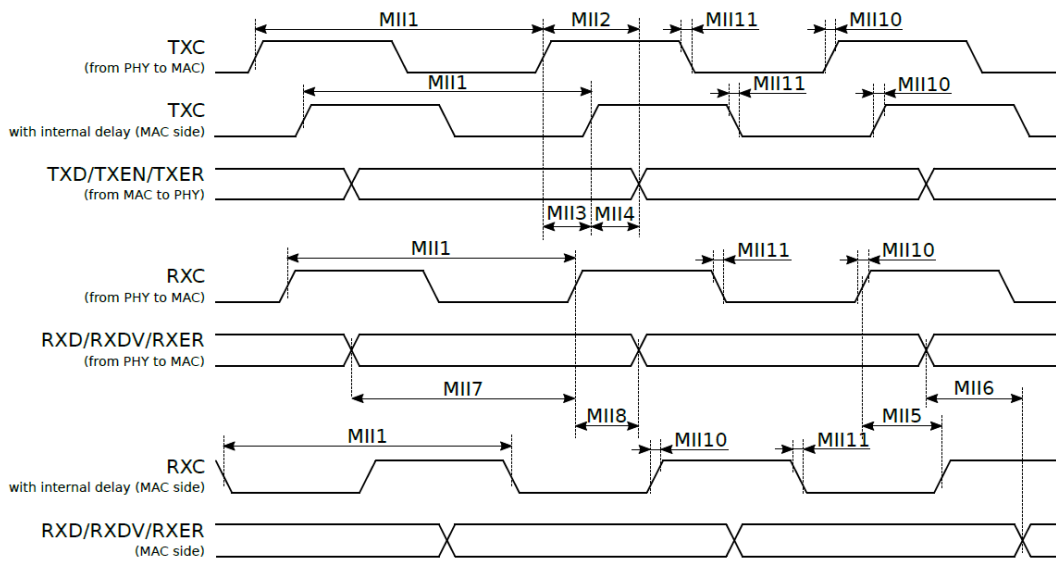 MII1 MII2 MII11 MII10
TXC
(from PHY to MAC)
MII1 MII11 MII10
TXC
with internal delay (MAC side)
TXD/TXEN/TXER
(from MAC to PHY)
MII3 MII4
MII1 MII11 MII10
RXC
(from PHY to MAC)
RXD/RXDV/RXER
(from PHY to MAC)
MII7 MII6
MII8 MII5
MII1 MII10 MII11
RXC
with internal delay (MAC side)
RXD/RXDV/RXER
(MAC side)